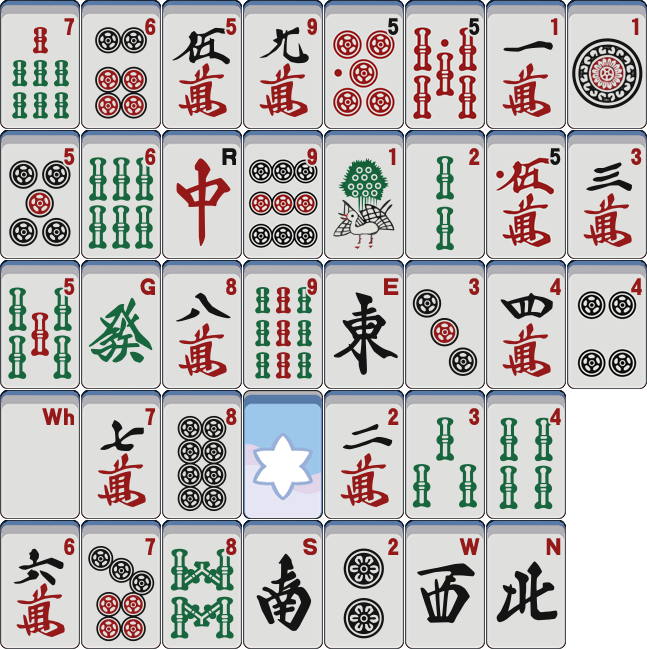 7 6 5 9 5 5 1 1
伍 九 一
萬 萬 萬
5 6 R 9 1 2 5 3
中 伍 三
萬 萬
5 G 8 9 E 3 4 4
發 八 東 四
萬 萬
Wh 7 8 2 3 4
七 二
萬 萬
6 7 8 S 2 W N
六 南 西 北
萬